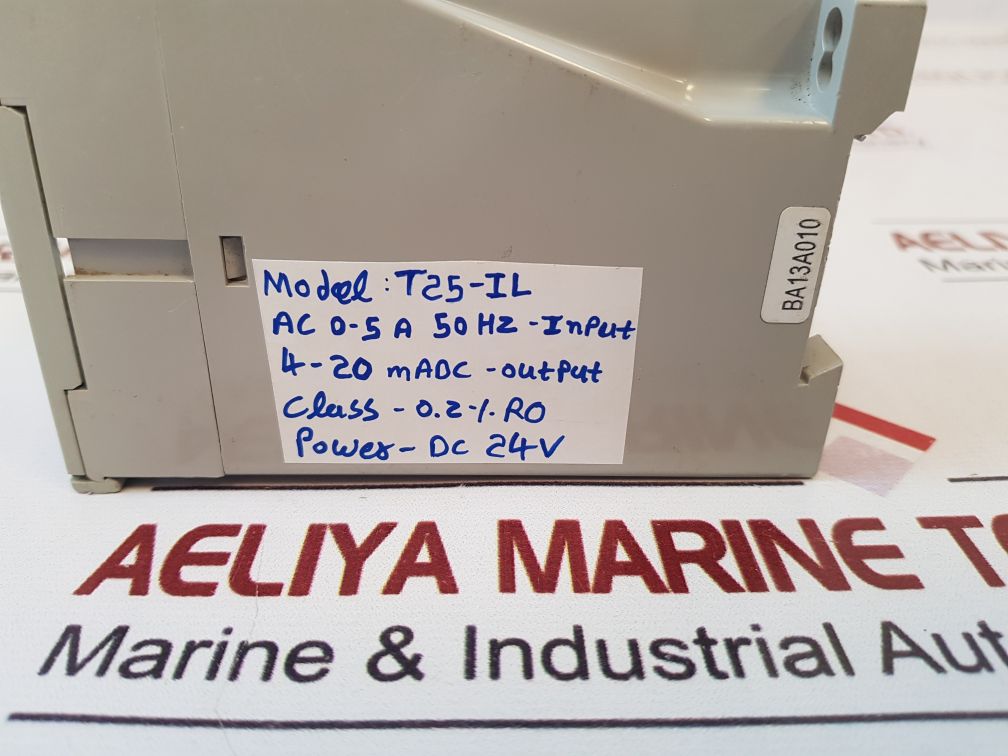 BA13A010
Model: T25-IL
AC 0-5 A 50 HZ - InPut
4-20 mADC - outPut
Class - 0.2 % RO
Power - DC 24V
AELIYA MARINE
Marine & Industrial